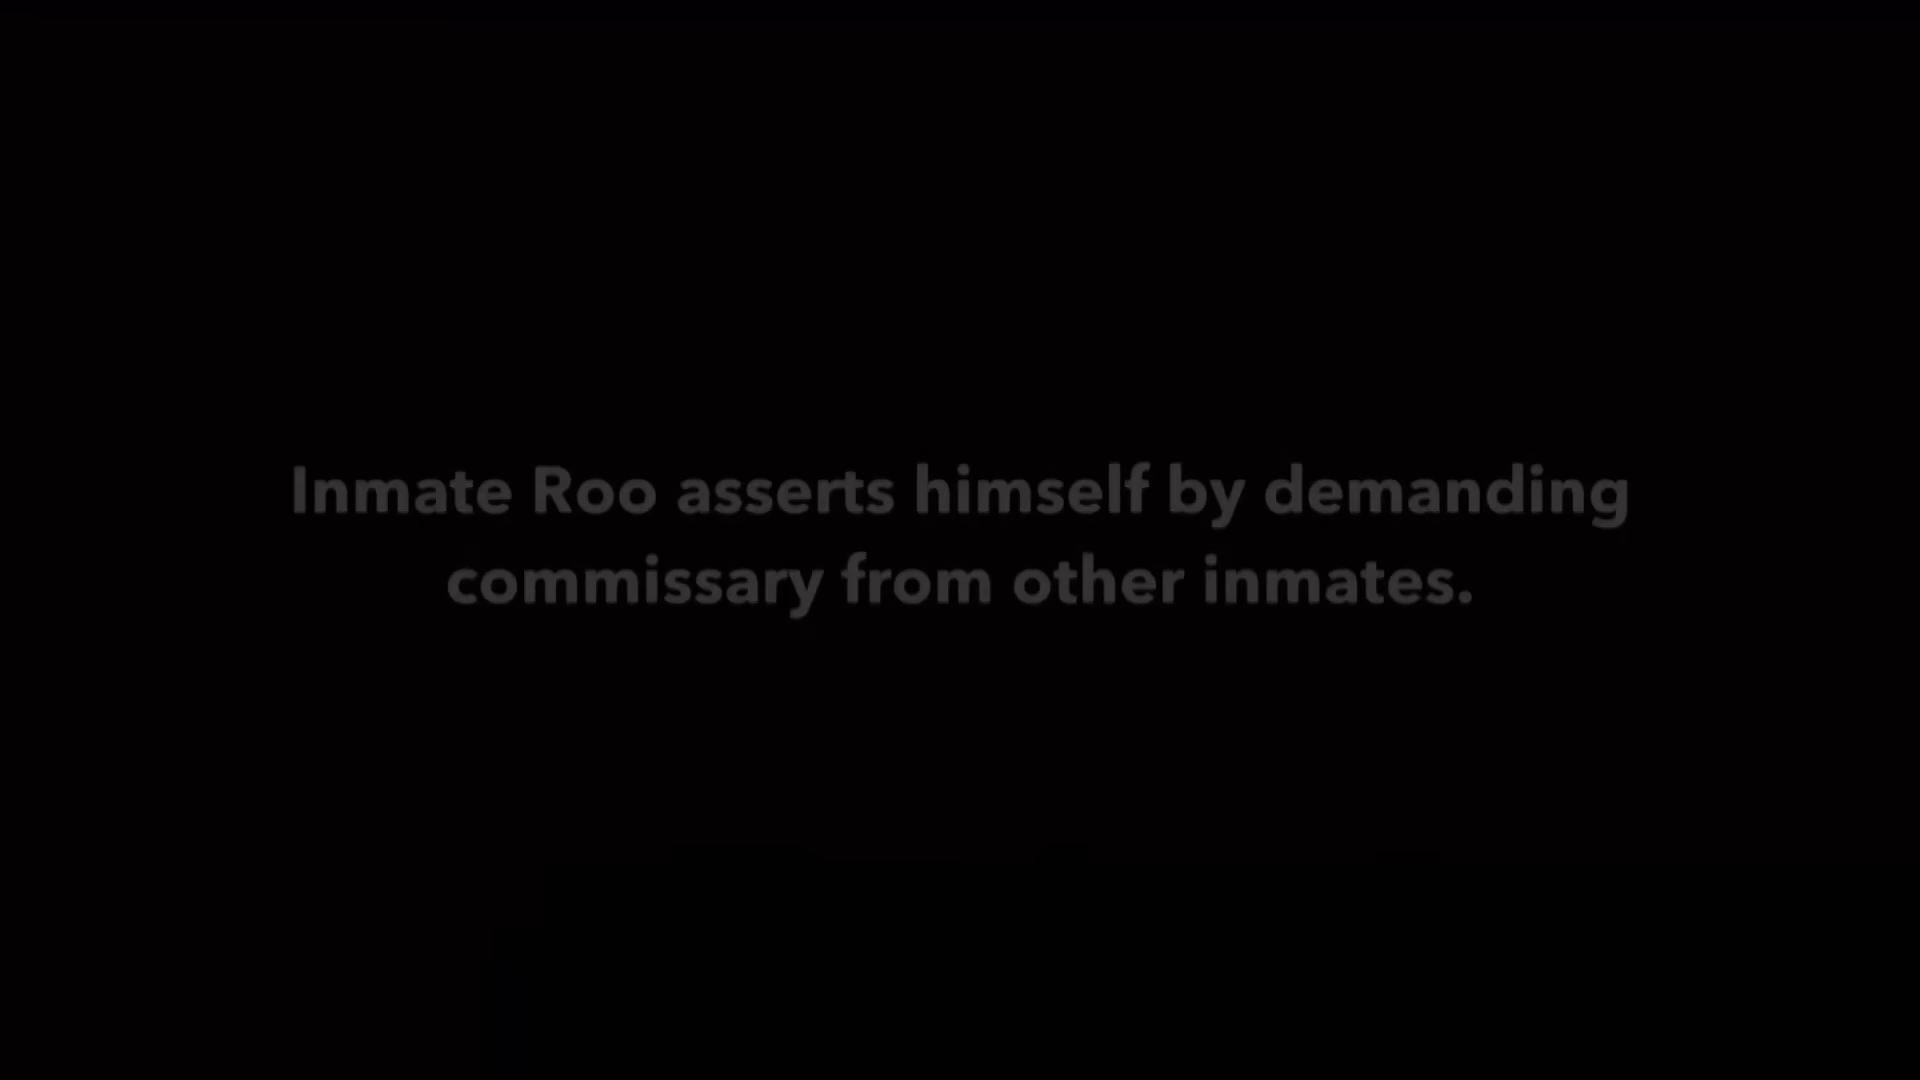 Inmate Roo asserts himself by demanding
commissary from other inmates.